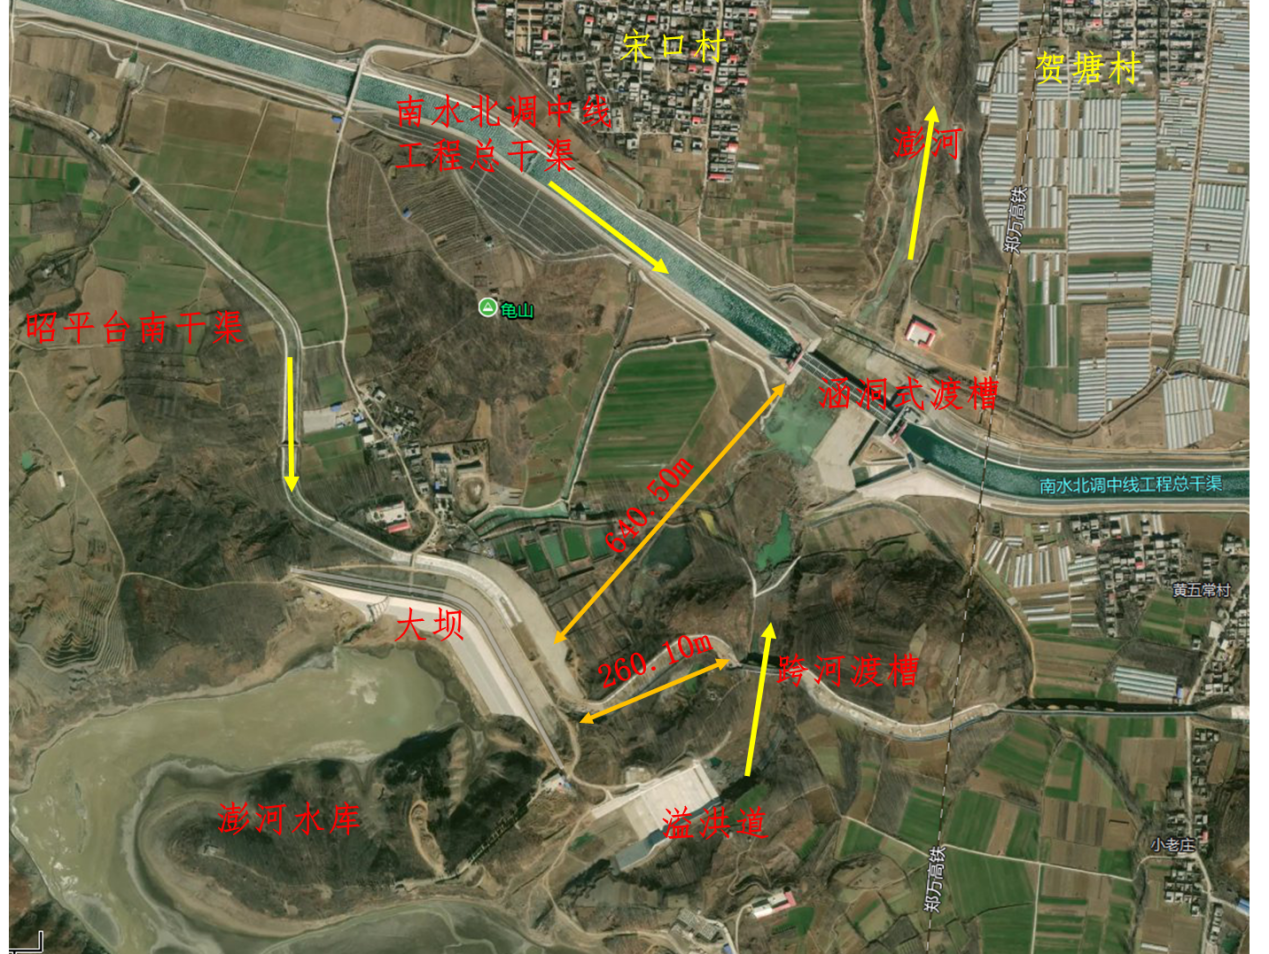 宋口村
贺塘村
南水北调中线
工程总干渠
澎河
郑万高铁
龟山
昭平台南干渠
涵洞式渡槽
640.50m
南水北调中线工程总干渠
黄五常村
大坝
260.10m
跨河渡槽
澎河水库
溢洪道
小老庄
郑万高铁